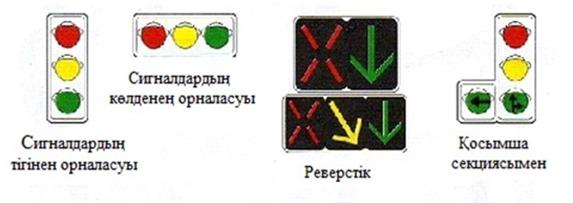 Сигналдардың
тігінен орналасуы
Сигналдардың
көлденең орналасуы
Реверстік
Қосымша
секциясымен